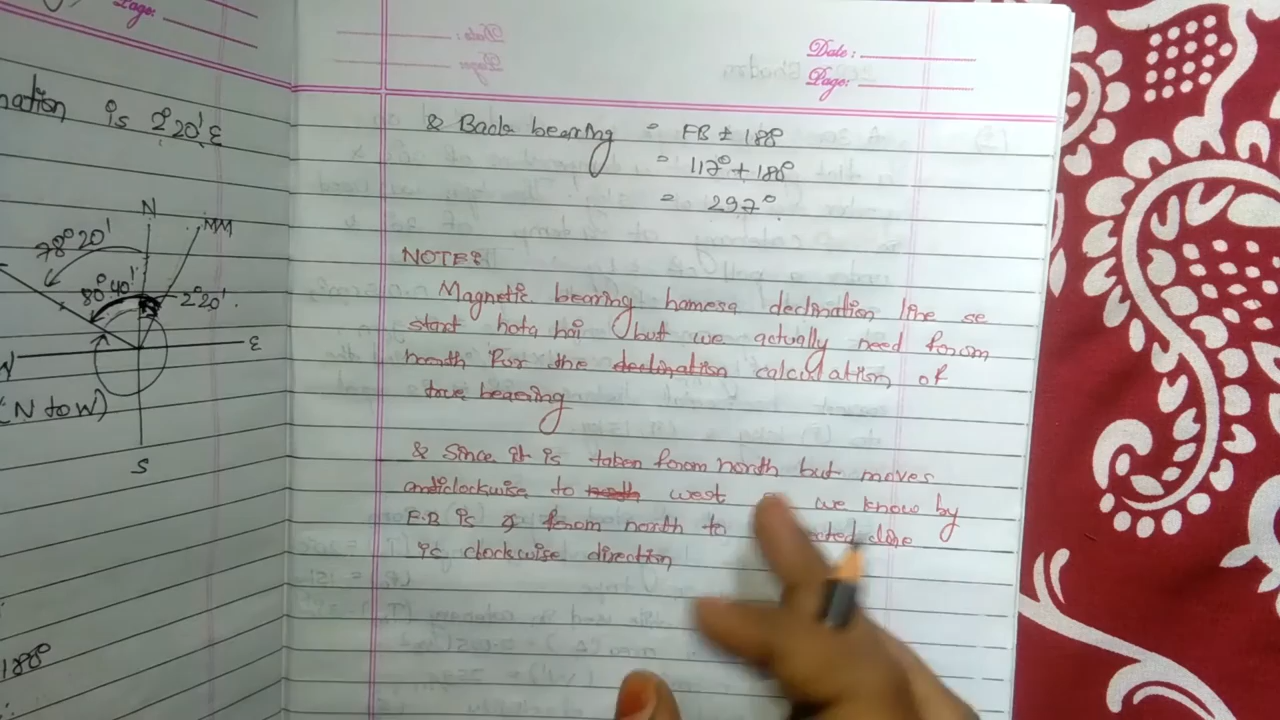 Page:
nation is 2°20'E
N
MM
78°20'
80°40'
2°20'.
E
(N to W)
S
188°
Date:
Page:
& Back bearing = FB ± 180
= 117° + 180°
= 297°.
NOTE:
Magnetic bearing hamesa declination line se
start hota hai but we actually need from
north for the declination calculation of
true bearing
& Since it is taken from north but moves
anticlockwise to north west we know by
F.B is from north to line
is clockwise direction